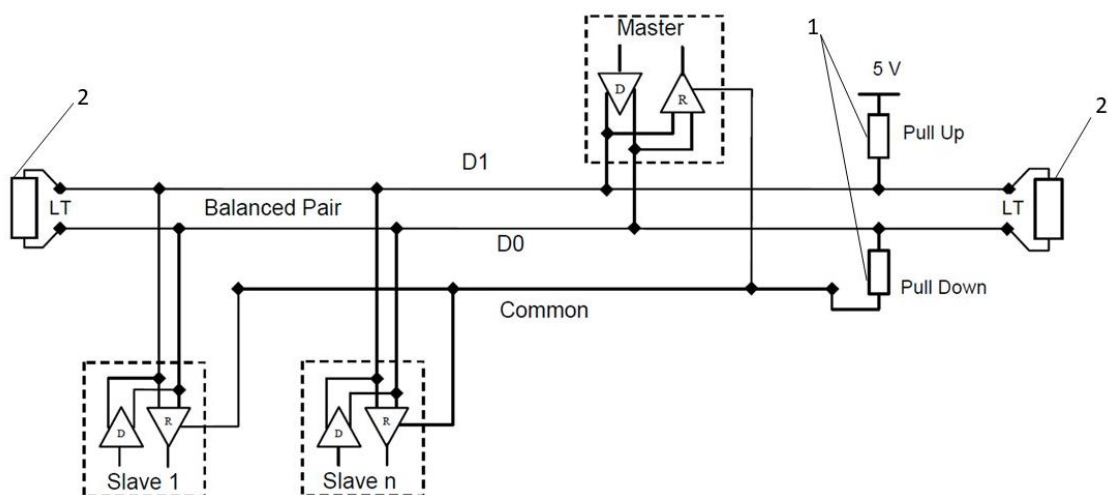 Master
D
R
1
5 V
Pull Up
2
2
D1
LT
Balanced Pair
LT
D0
Pull Down
Common
D
R
D
R
Slave 1
Slave n